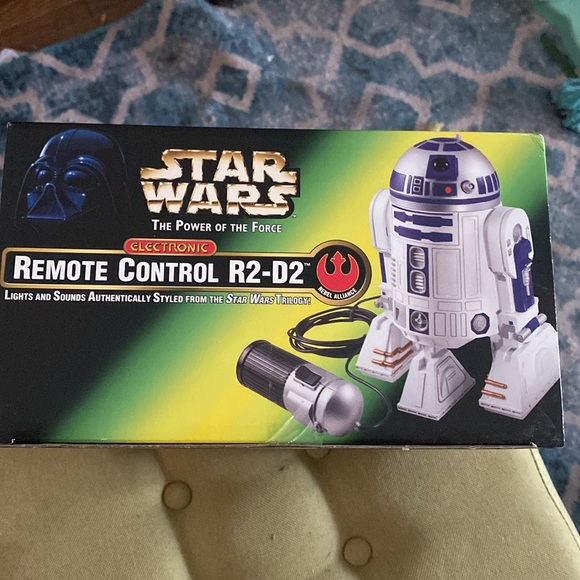 STAR
WARS
THE POWER OF THE FORCE
ELECTRONIC
REMOTE CONTROL R2-D2™
LIGHTS AND SOUNDS AUTHENTICALLY STYLED FROM THE STAR WARS TRILOGY!
REBEL ALLIANCE